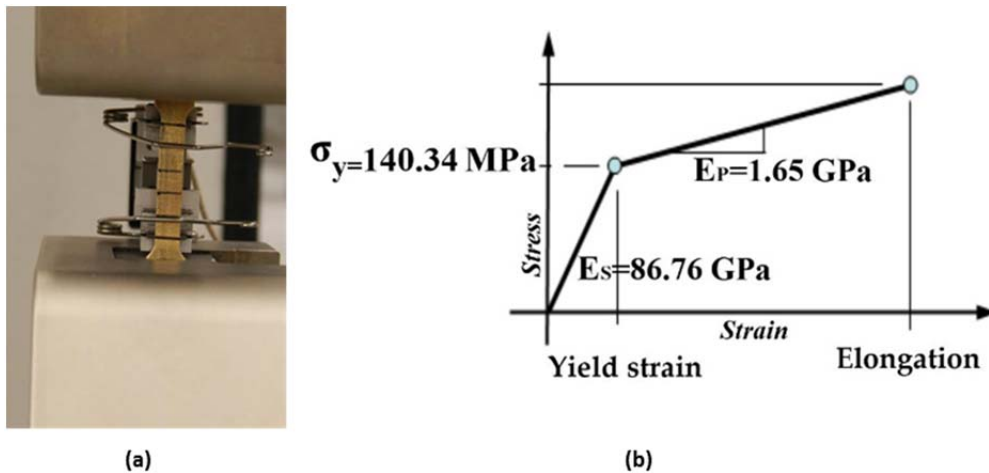 σy=140.34 MPa
EP=1.65 GPa
Stress
ES=86.76 GPa
Strain
Yield strain
Elongation
(a)
(b)